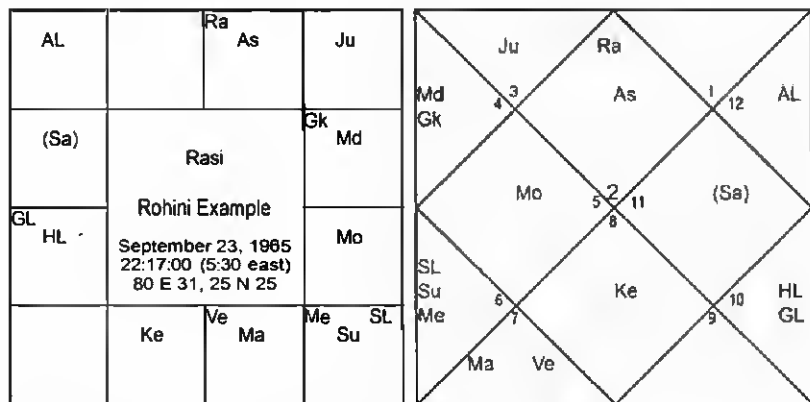 Ra
AL As Ju
Gk
(Sa) Md
Rasi
Rohini Example
GL
HL Mo
September 23, 1965
22:17:00 (5:30 east)
80 E 31, 25 N 25
Ve Me SL
Ke Ma Su
Ju Ra
Md 3 1 AL
4 As 12
Gk
Mo 5 2 11 (Sa)
8
SL
Su 6 Ke 10 HL
Me 7 9 GL
Ma Ve